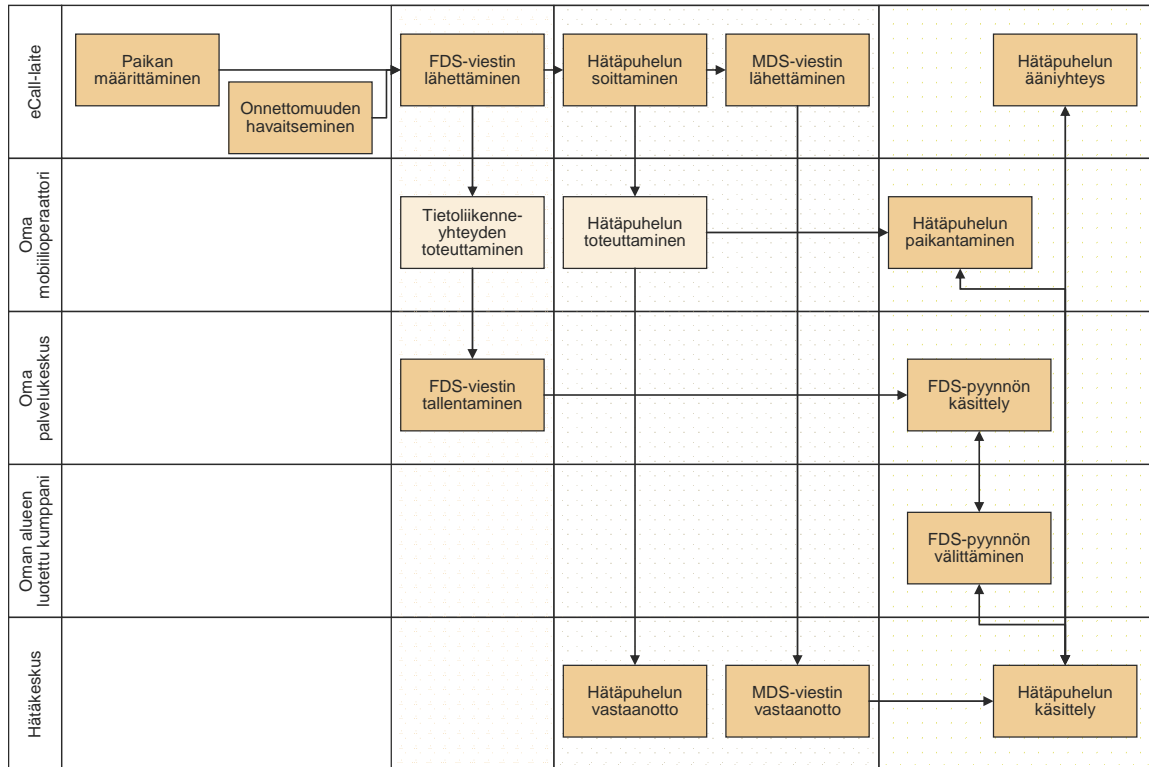 eCall-laite
Paikan
määrittäminen
Onnettomuuden
havaitseminen
FDS-viestin
lähettäminen
Hätäpuhelun
soittaminen
MDS-viestin
lähettäminen
Hätäpuhelun
ääniyhteys
Oma
mobiilioperaattori
Tietoliikenne-
yhteyden
toteuttaminen
Hätäpuhelun
toteuttaminen
Hätäpuhelun
paikantaminen
Oma
palvelukeskus
FDS-viestin
tallentaminen
FDS-pyynnön
käsittely
Oman alueen
luotettu kumppani
FDS-pyynnön
välittäminen
Hätäkeskus
Hätäpuhelun
vastaanotto
MDS-viestin
vastaanotto
Hätäpuhelun
käsittely